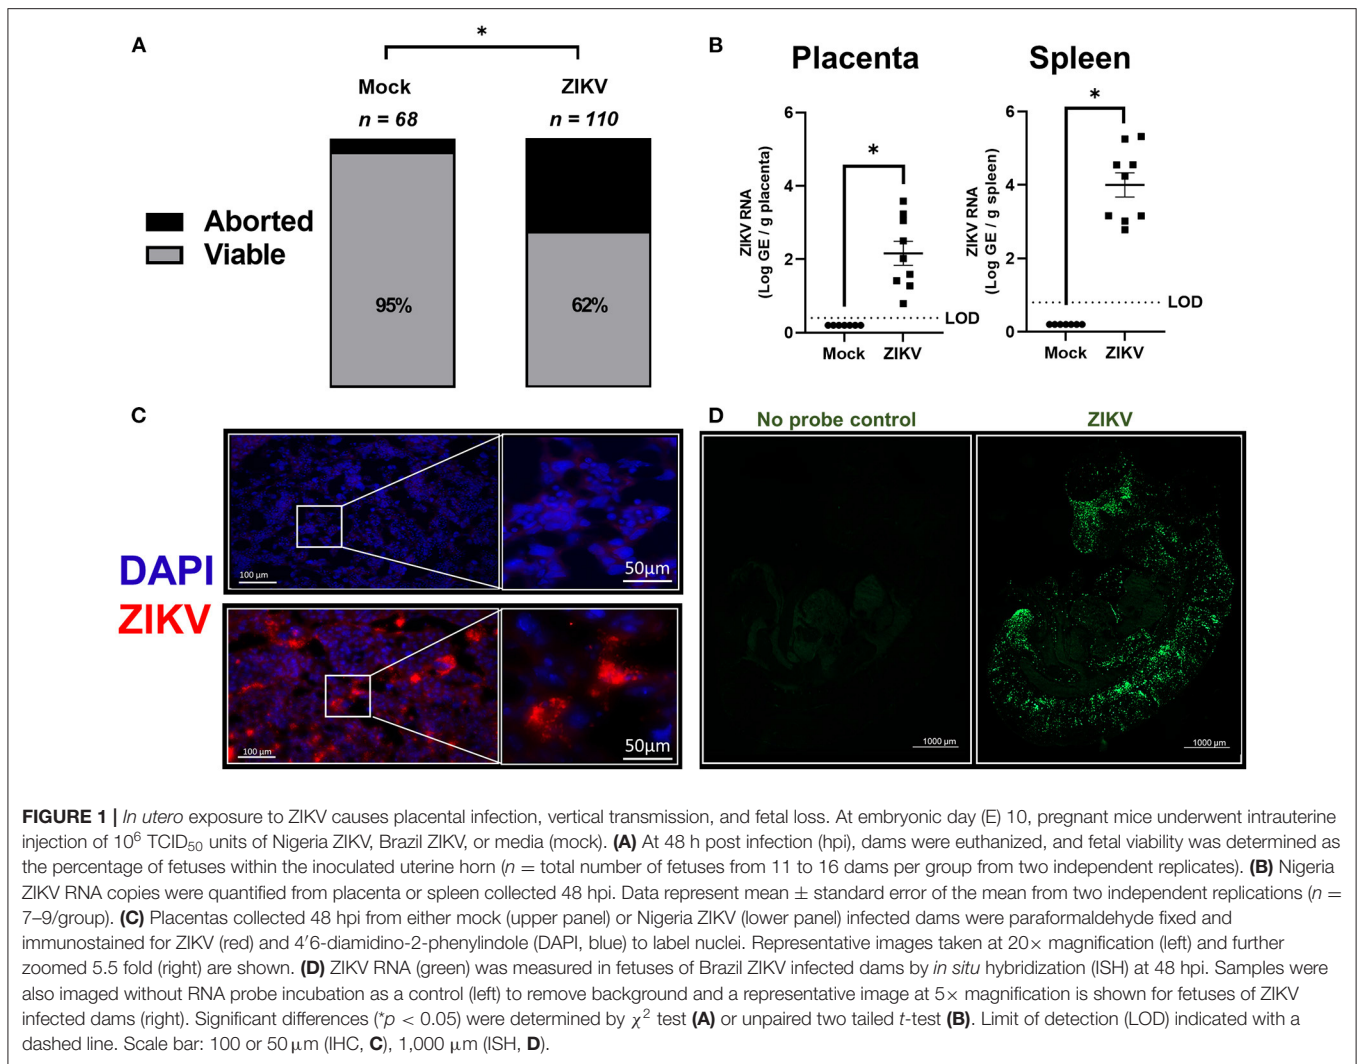 A
*
Mock
ZIKV
n = 68
n = 110
Aborted
Viable
95%
62%
B
Placenta
Spleen
ZIKV RNA
(Log GE / g placenta)
6
4
2
0
*
LOD
Mock
ZIKV
ZIKV RNA
(Log GE / g spleen)
6
4
2
0
*
LOD
Mock
ZIKV
C
DAPI
ZIKV
100 µm
50µm
100 µm
50µm
D
No probe control
ZIKV
1000 µm
1000 µm
FIGURE 1 | In utero exposure to ZIKV causes placental infection, vertical transmission, and fetal loss. At embryonic day (E) 10, pregnant mice underwent intrauterine
injection of 10⁶ TCID₅₀ units of Nigeria ZIKV, Brazil ZIKV, or media (mock). (A) At 48 h post infection (hpi), dams were euthanized, and fetal viability was determined as
the percentage of fetuses within the inoculated uterine horn (n = total number of fetuses from 11 to 16 dams per group from two independent replicates). (B) Nigeria
ZIKV RNA copies were quantified from placenta or spleen collected 48 hpi. Data represent mean ± standard error of the mean from two independent replications (n =
7–9/group). (C) Placentas collected 48 hpi from either mock (upper panel) or Nigeria ZIKV (lower panel) infected dams were paraformaldehyde fixed and
immunostained for ZIKV (red) and 4′6-diamidino-2-phenylindole (DAPI, blue) to label nuclei. Representative images taken at 20× magnification (left) and further
zoomed 5.5 fold (right) are shown. (D) ZIKV RNA (green) was measured in fetuses of Brazil ZIKV infected dams by in situ hybridization (ISH) at 48 hpi. Samples were
also imaged without RNA probe incubation as a control (left) to remove background and a representative image at 5× magnification is shown for fetuses of ZIKV
infected dams (right). Significant differences (*p < 0.05) were determined by χ² test (A) or unpaired two tailed t-test (B). Limit of detection (LOD) indicated with a
dashed line. Scale bar: 100 or 50 µm (IHC, C), 1,000 µm (ISH, D).